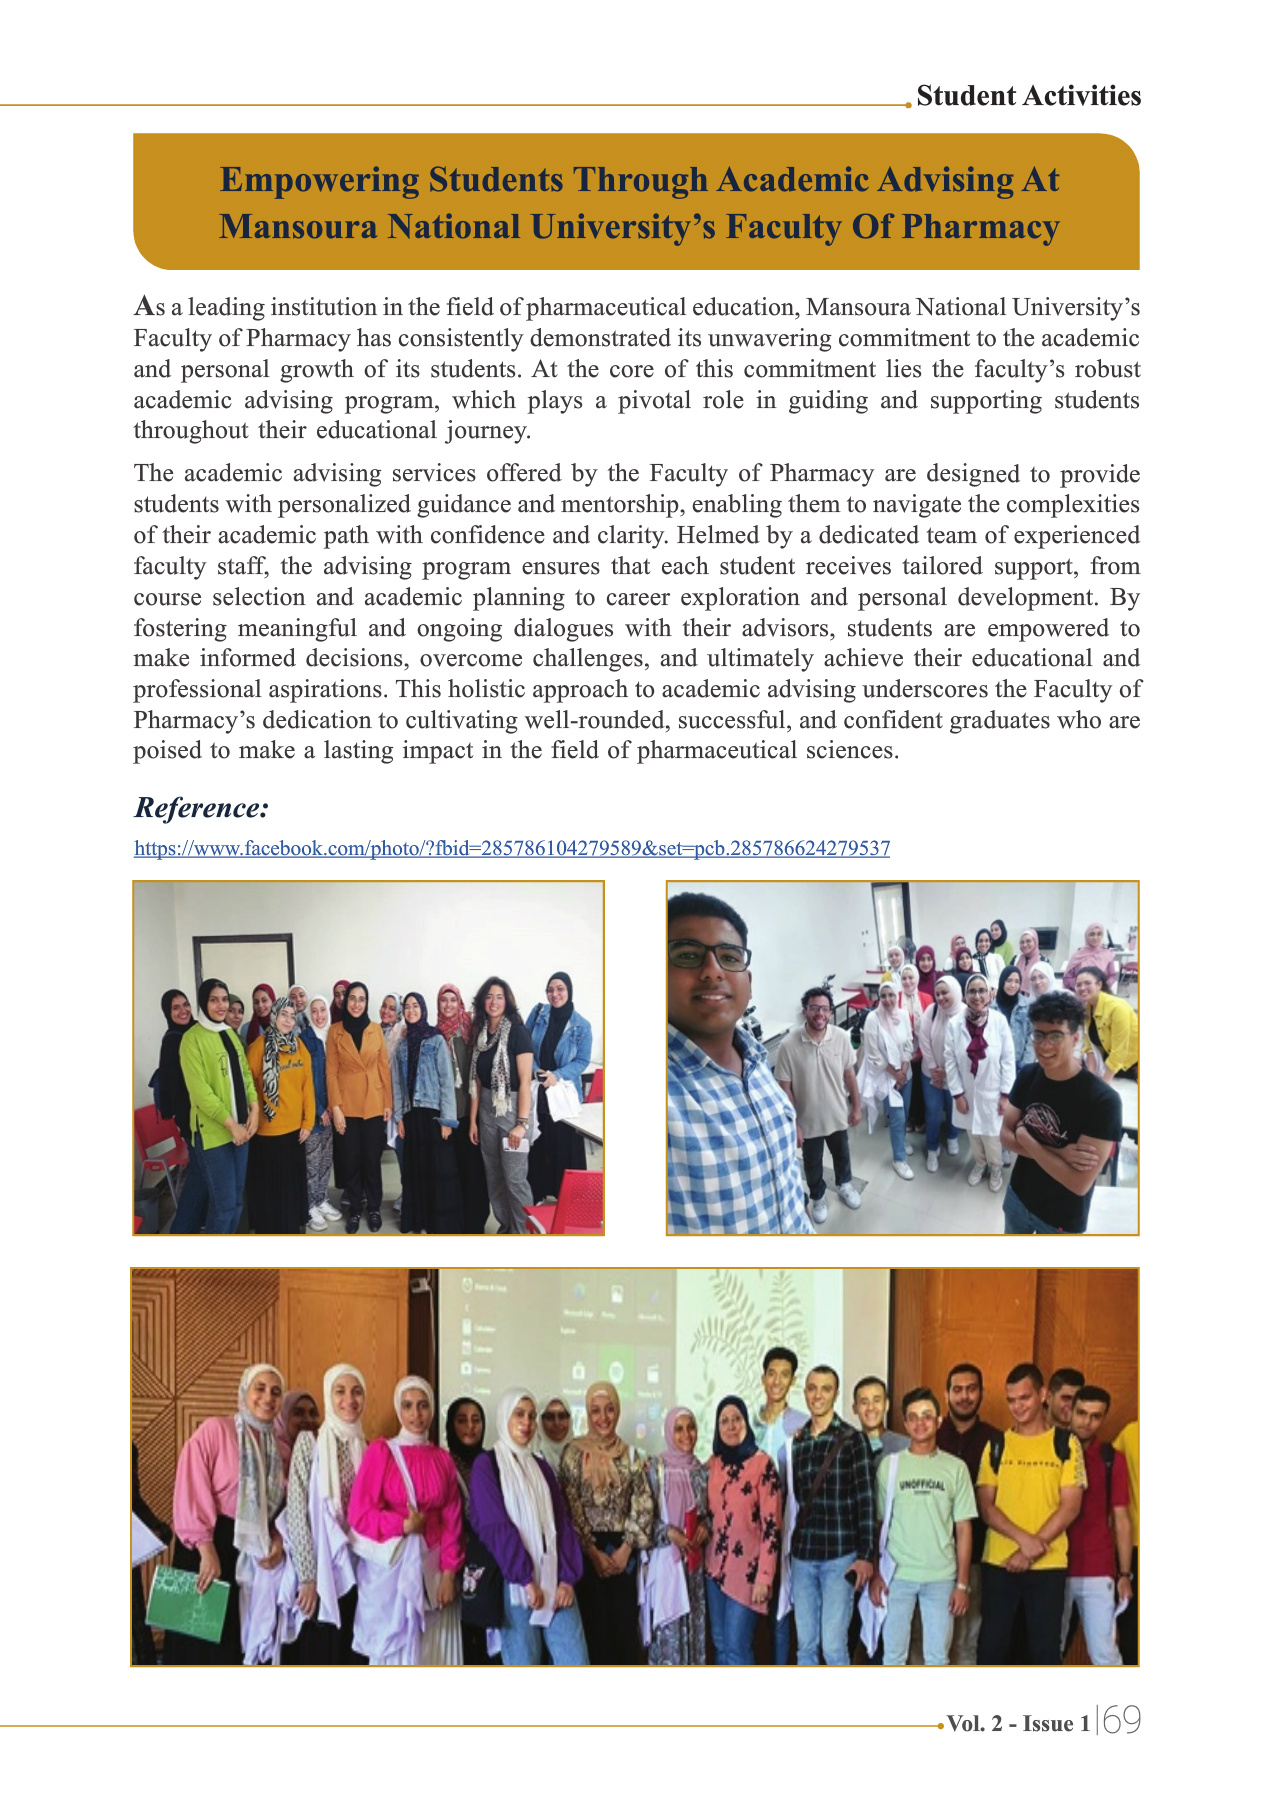 Student Activities
Empowering Students Through Academic Advising At
Mansoura National University’s Faculty Of Pharmacy
As a leading institution in the field of pharmaceutical education, Mansoura National University’s
Faculty of Pharmacy has consistently demonstrated its unwavering commitment to the academic
and personal growth of its students. At the core of this commitment lies the faculty’s robust
academic advising program, which plays a pivotal role in guiding and supporting students
throughout their educational journey.
The academic advising services offered by the Faculty of Pharmacy are designed to provide
students with personalized guidance and mentorship, enabling them to navigate the complexities
of their academic path with confidence and clarity. Helmed by a dedicated team of experienced
faculty staff, the advising program ensures that each student receives tailored support, from
course selection and academic planning to career exploration and personal development. By
fostering meaningful and ongoing dialogues with their advisors, students are empowered to
make informed decisions, overcome challenges, and ultimately achieve their educational and
professional aspirations. This holistic approach to academic advising underscores the Faculty of
Pharmacy’s dedication to cultivating well-rounded, successful, and confident graduates who are
poised to make a lasting impact in the field of pharmaceutical sciences.
Reference:
https://www.facebook.com/photo/?fbid=285786104279589&set=pcb.285786624279537
UNOFFICIAL
Vol. 2 - Issue 1 69